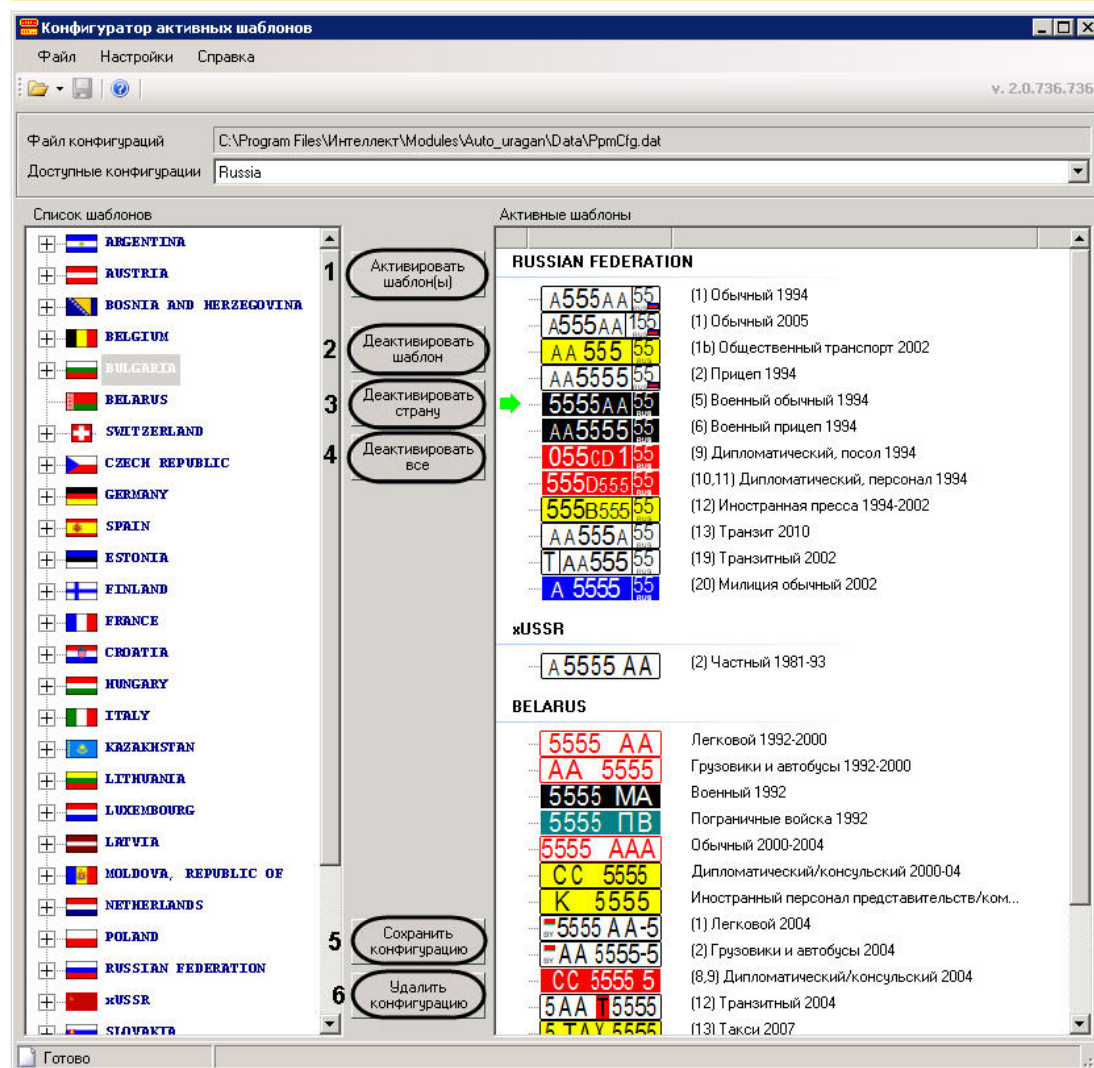 Конфигуратор активных шаблонов
Файл Настройки Справка
v. 2.0.736.736
Файл конфигураций C:\Program Files\Интеллект\Modules\Auto_uragan\Data\PpmCfg.dat
Доступные конфигурации Russia
Список шаблонов
ARGENTINA
AUSTRIA
BOSNIA AND HERZEGOVINA
BELGIUM
BULGARIA
BELARUS
SWITZERLAND
CZECH REPUBLIC
GERMANY
SPAIN
ESTONIA
FINLAND
FRANCE
CROATIA
HUNGARY
ITALY
KAZAKHSTAN
LITHUANIA
LUXEMBOURG
LATVIA
MOLDOVA, REPUBLIC OF
NETHERLANDS
POLAND
RUSSIAN FEDERATION
xUSSR
SLOVAKIA
1 Активировать
шаблон(ы)
2 Деактивировать
шаблон
3 Деактивировать
страну
4 Деактивировать
все
5 Сохранить
конфигурацию
6 Удалить
конфигурацию
Активные шаблоны
RUSSIAN FEDERATION
A555AA 55 (1) Обычный 1994
A555AA 155 (1) Обычный 2005
AA 555 55 (1b) Общественный транспорт 2002
AA5555 55 (2) Прицеп 1994
5555AA 55 (5) Военный обычный 1994
AA5555 55 (6) Военный прицеп 1994
055CD 1 55 (9) Дипломатический, посол 1994
555D555 55 (10,11) Дипломатический, персонал 1994
555B555 55 (12) Иностранная пресса 1994-2002
AA555A 55 (13) Транзит 2010
T AA555 55 (19) Транзитный 2002
A 5555 55 (20) Милиция обычный 2002
xUSSR
A 5555 AA (2) Частный 1981-93
BELARUS
5555 AA Легковой 1992-2000
AA 5555 Грузовики и автобусы 1992-2000
5555 MA Военный 1992
5555 ПВ Пограничные войска 1992
5555 AAA Обычный 2000-2004
CC 5555 Дипломатический/консульский 2000-04
K 5555 Иностранный персонал представительств/ком...
BY 5555 AA-5 (1) Легковой 2004
BY AA 5555-5 (2) Грузовики и автобусы 2004
CC 5555 5 (8,9) Дипломатический/консульский 2004
5AA T 5555 (12) Транзитный 2004
5 TAX 5555 (13) Такси 2007
Готово